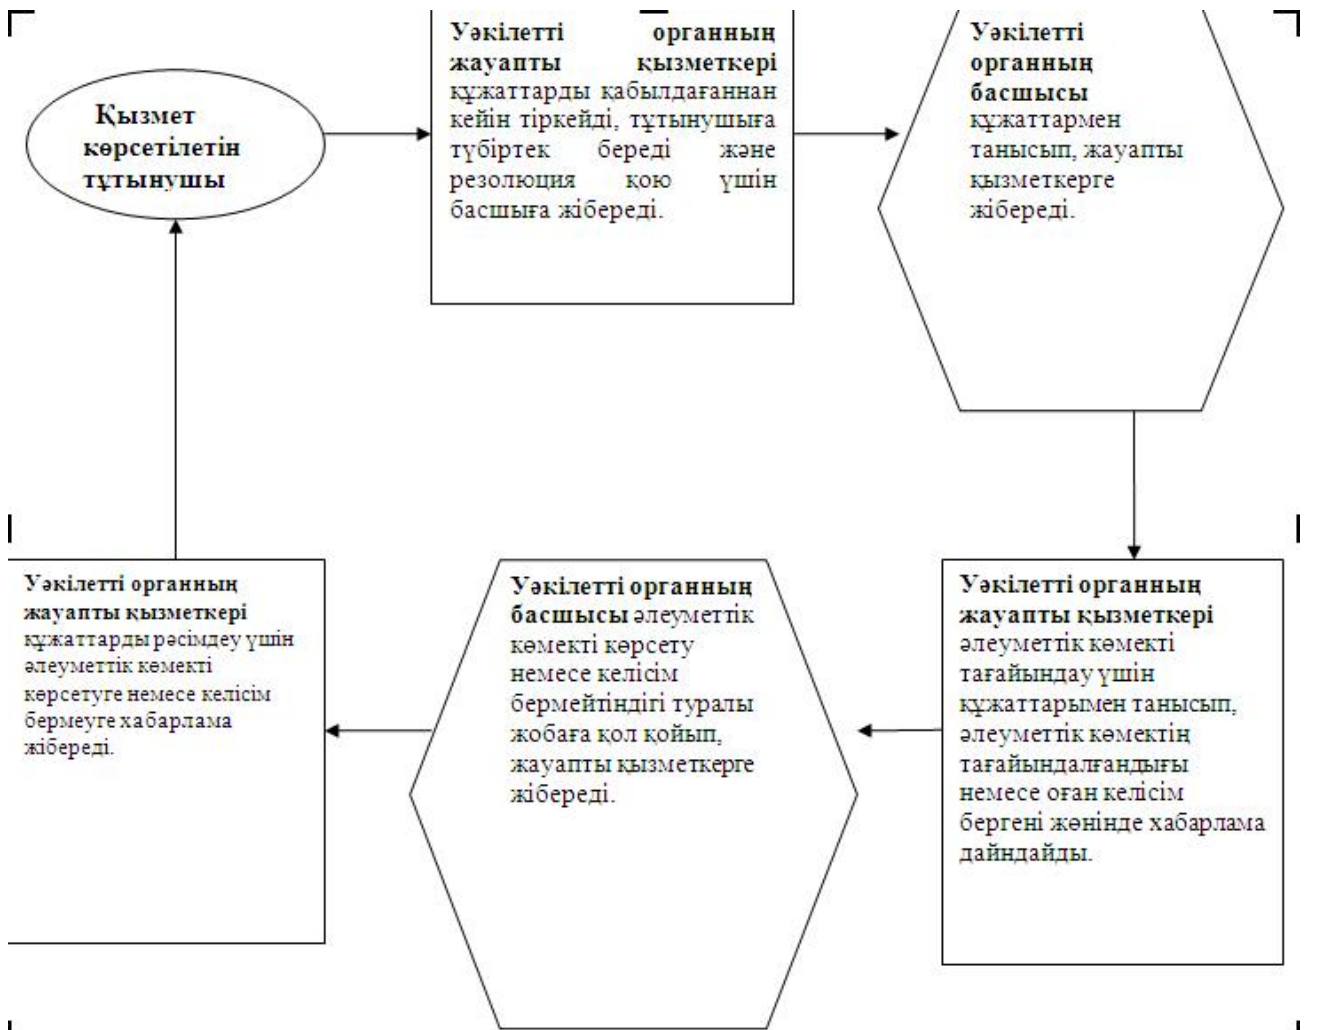 Қызмет
көрсетілетін
тұтынушы
Уәкілетті органның
жауапты қызметкері
құжаттарды қабылдағаннан
кейін тіркейді, тұтынушыға
түбіртек береді және
резолюция қою үшін
басшыға жібереді.
Уәкілетті
органның
басшысы
құжаттармен
танысып, жауапты
қызметкерге
жібереді.
Уәкілетті органның
жауапты қызметкері
әлеуметтік көмекті
тағайындау үшін
құжаттарымен танысып,
әлеуметтік көмектің
тағайындалғандығы
немесе оған келісім
бергені жөнінде хабарлама
дайндайды.
Уәкілетті органның
басшысы әлеуметтік
көмекті көрсету
немесе келісім
бермейтіндігі туралы
жобаға қол қойып,
жауапты қызметкерге
жібереді.
Уәкілетті органның
жауапты қызметкері
құжаттарды рәсімдеу үшін
әлеуметтік көмекті
көрсетуге немесе келісім
бермеуге хабарлама
жібереді.